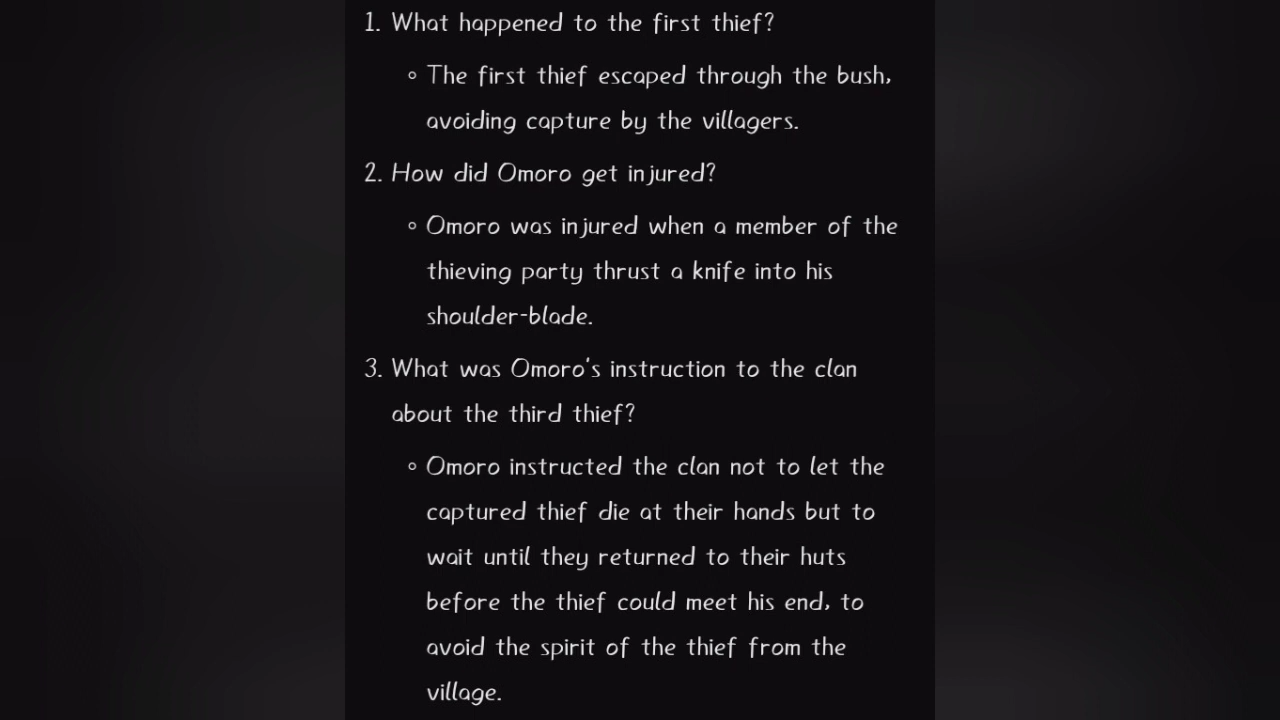 1. What happened to the first thief?
◦ The first thief escaped through the bush,
avoiding capture by the villagers.
2. How did Omoro get injured?
◦ Omoro was injured when a member of the
thieving party thrust a knife into his
shoulder-blade.
3. What was Omoro's instruction to the clan
about the third thief?
◦ Omoro instructed the clan not to let the
captured thief die at their hands but to
wait until they returned to their huts
before the thief could meet his end, to
avoid the spirit of the thief from the
village.